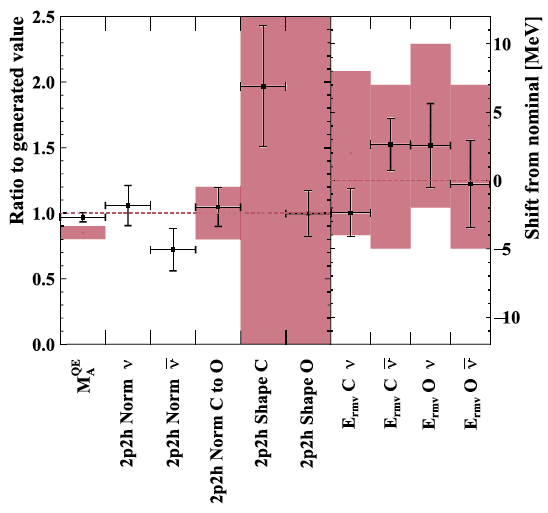 Ratio to generated value
2.5
2.0
1.5
1.0
0.5
0.0
10
5
0
−5
−10
Shift from nominal [MeV]
M_A^QE
2p2h Norm ν
2p2h Norm ν̅
2p2h Norm C to O
2p2h Shape C
2p2h Shape O
E_rmv C ν
E_rmv C ν̅
E_rmv O ν
E_rmv O ν̅